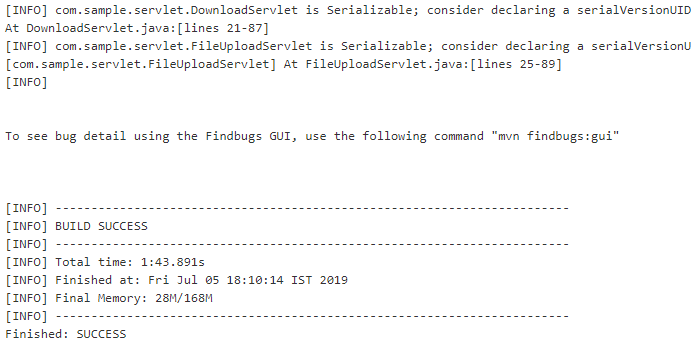 [INFO] com.sample.servlet.DownloadServlet is Serializable; consider declaring a serialVersionUID
At DownloadServlet.java:[lines 21-87]
[INFO] com.sample.servlet.FileUploadServlet is Serializable; consider declaring a serialVersionU
[com.sample.servlet.FileUploadServlet] At FileUploadServlet.java:[lines 25-89]
[INFO]
To see bug detail using the Findbugs GUI, use the following command "mvn findbugs:gui"
[INFO] ------------------------------------------------------------------------
[INFO] BUILD SUCCESS
[INFO] ------------------------------------------------------------------------
[INFO] Total time: 1:43.891s
[INFO] Finished at: Fri Jul 05 18:10:14 IST 2019
[INFO] Final Memory: 28M/168M
[INFO] ------------------------------------------------------------------------
Finished: SUCCESS